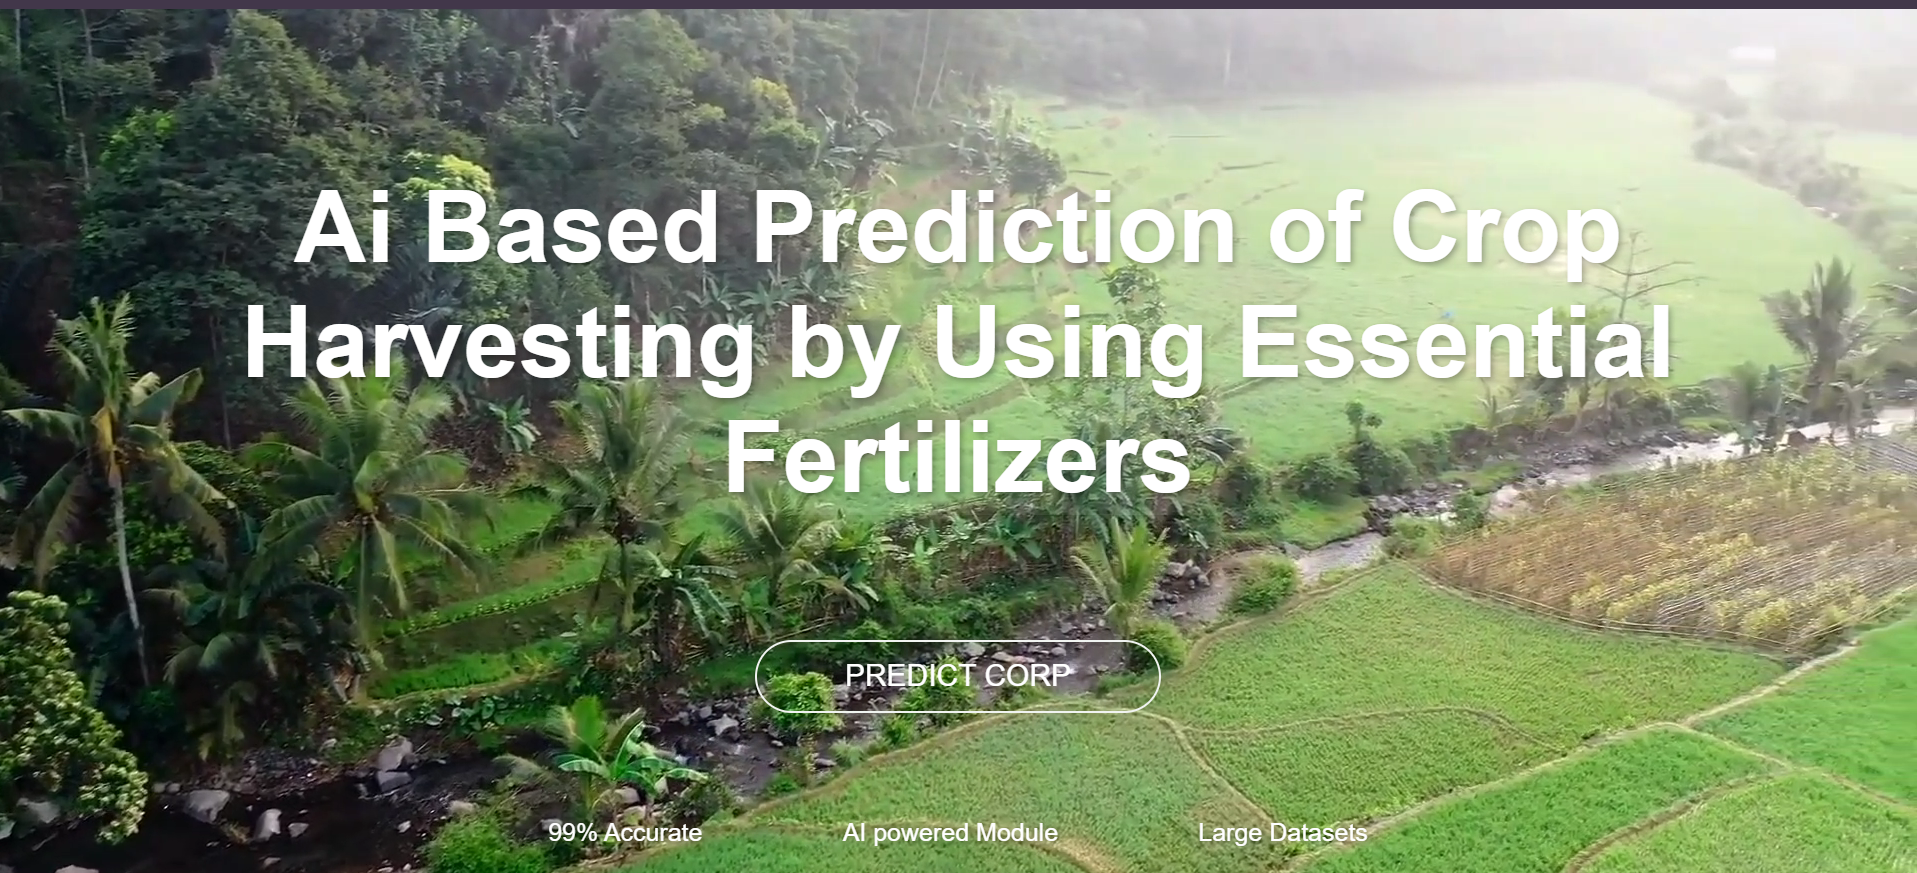 Ai Based Prediction of Crop
Harvesting by Using Essential
Fertilizers
PREDICT CORP
99% Accurate
AI powered Module
Large Datasets